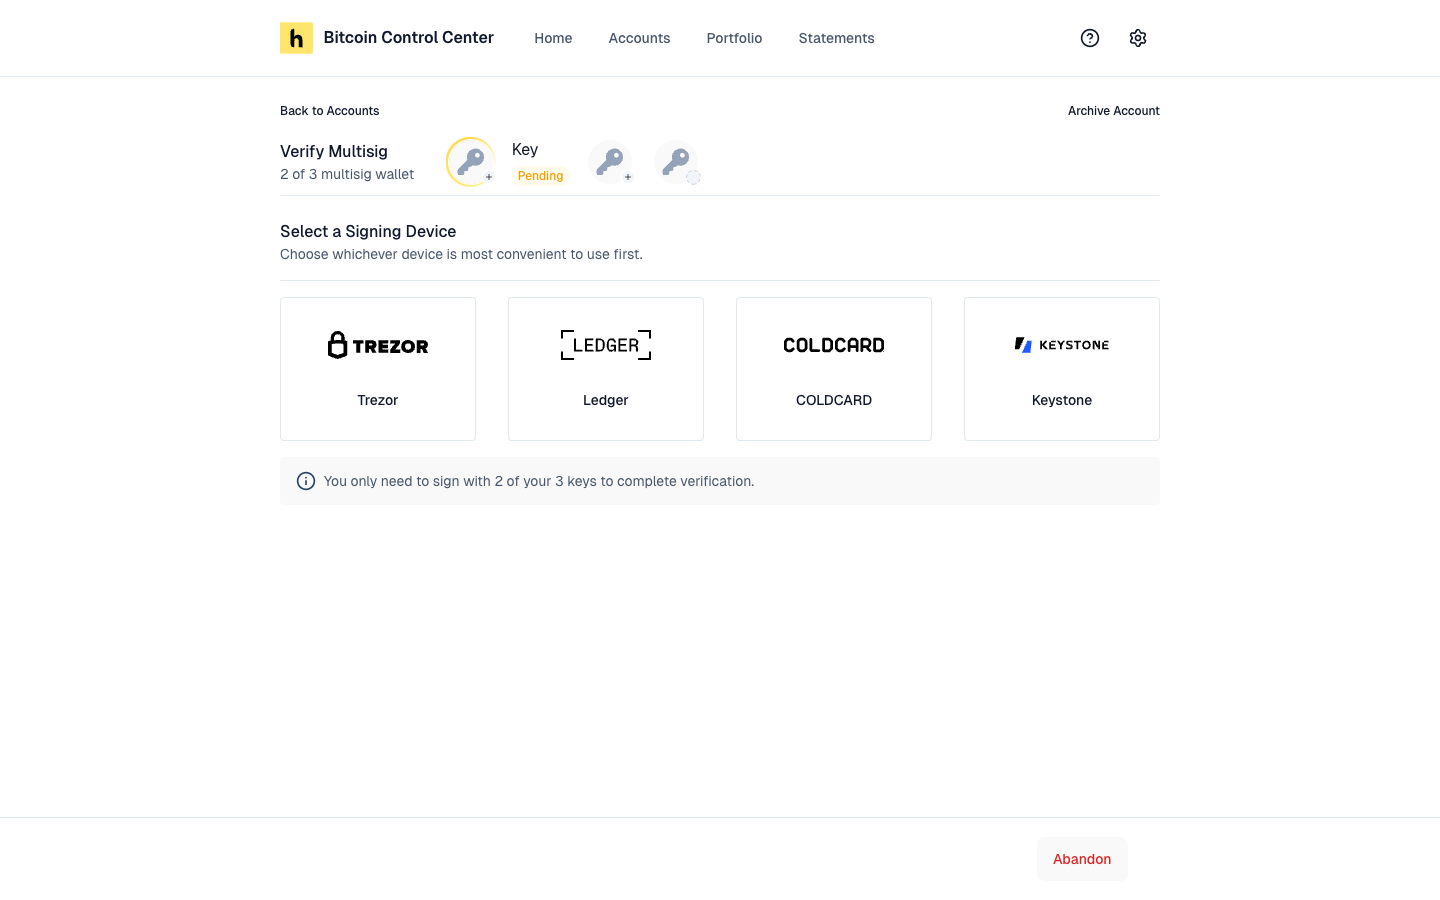 h Bitcoin Control Center Home Accounts Portfolio Statements
Back to Accounts Archive Account
Verify Multisig
2 of 3 multisig wallet
Key
Pending
Select a Signing Device
Choose whichever device is most convenient to use first.
TREZOR
Trezor
LEDGER
Ledger
COLDCARD
COLDCARD
KEYSTONE
Keystone
You only need to sign with 2 of your 3 keys to complete verification.
Abandon